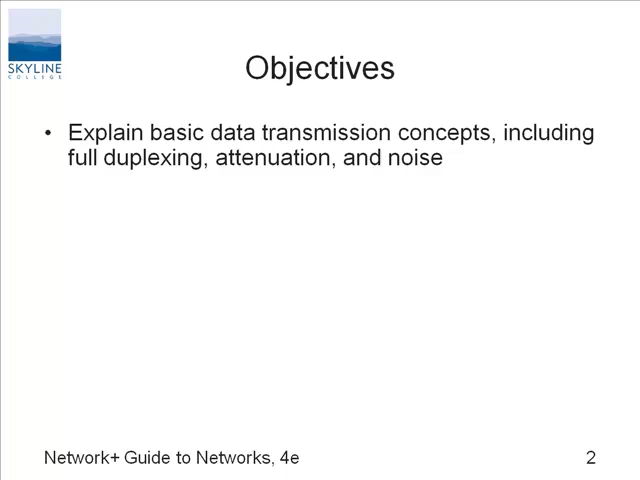 SKYLINE
COLLEGE
Objectives
• Explain basic data transmission concepts, including
full duplexing, attenuation, and noise
Network+ Guide to Networks, 4e
2